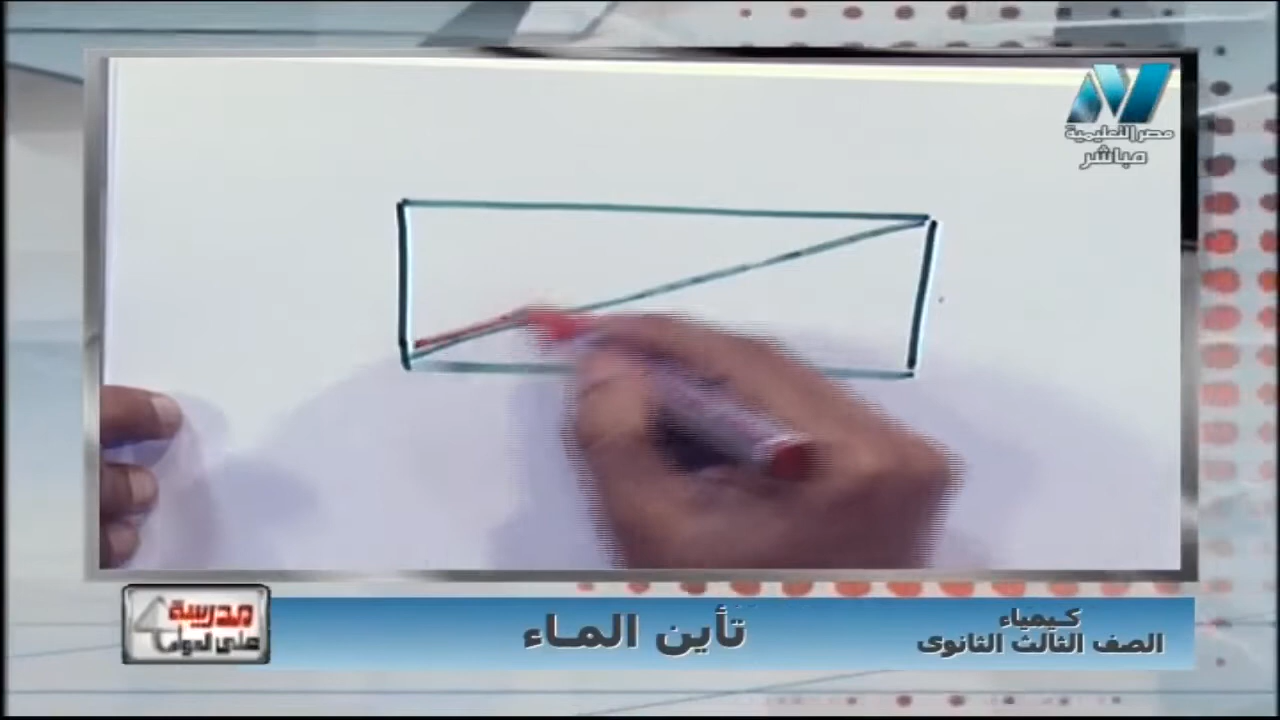 مصر التعليمية
مباشر
كيمياء
الصف الثالث الثانوى
تأين الماء
مدرسة
على الهواء